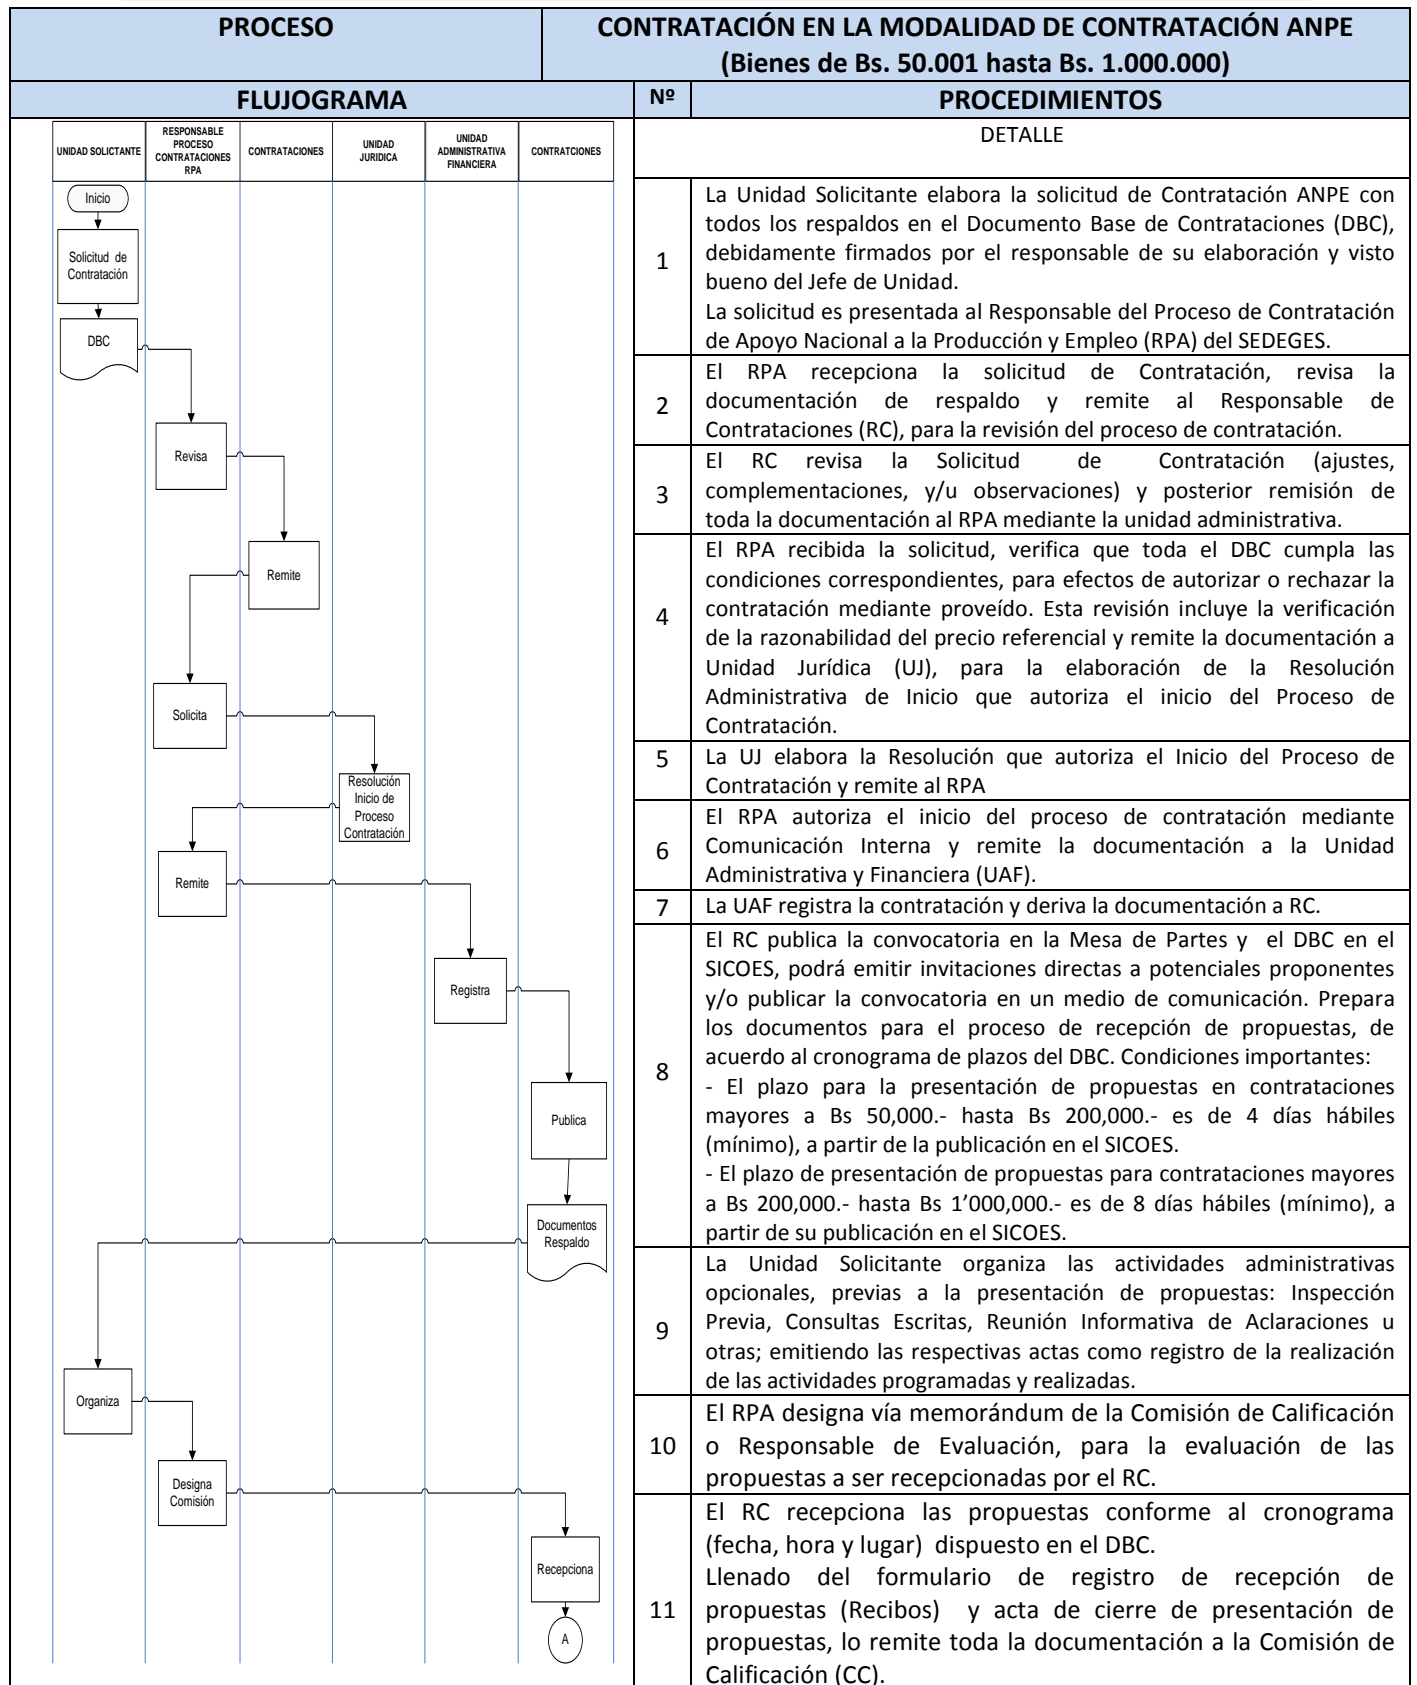 PROCESO
CONTRATACIÓN EN LA MODALIDAD DE CONTRATACIÓN ANPE
(Bienes de Bs. 50.001 hasta Bs. 1.000.000)
FLUJOGRAMA
Nº
PROCEDIMIENTOS
UNIDAD SOLICTANTE
RESPONSABLE
PROCESO
CONTRATACIONES
RPA
CONTRATACIONES
UNIDAD
JURIDICA
UNIDAD
ADMINISTRATIVA
FINANCIERA
CONTRATCIONES
Inicio
Solicitud de
Contratación
DBC
Revisa
Remite
Solicita
Resolución
Inicio de
Proceso
Contratación
Remite
Registra
Publica
Documentos
Respaldo
Organiza
Designa
Comisión
Recepciona
A
DETALLE
1
La Unidad Solicitante elabora la solicitud de Contratación ANPE con
todos los respaldos en el Documento Base de Contrataciones (DBC),
debidamente firmados por el responsable de su elaboración y visto
bueno del Jefe de Unidad.
La solicitud es presentada al Responsable del Proceso de Contratación
de Apoyo Nacional a la Producción y Empleo (RPA) del SEDEGES.
2
El RPA recepciona la solicitud de Contratación, revisa la
documentación de respaldo y remite al Responsable de
Contrataciones (RC), para la revisión del proceso de contratación.
3
El RC revisa la Solicitud de Contratación (ajustes,
complementaciones, y/u observaciones) y posterior remisión de
toda la documentación al RPA mediante la unidad administrativa.
4
El RPA recibida la solicitud, verifica que toda el DBC cumpla las
condiciones correspondientes, para efectos de autorizar o rechazar la
contratación mediante proveído. Esta revisión incluye la verificación
de la razonabilidad del precio referencial y remite la documentación a
Unidad Jurídica (UJ), para la elaboración de la Resolución
Administrativa de Inicio que autoriza el inicio del Proceso de
Contratación.
5
La UJ elabora la Resolución que autoriza el Inicio del Proceso de
Contratación y remite al RPA
6
El RPA autoriza el inicio del proceso de contratación mediante
Comunicación Interna y remite la documentación a la Unidad
Administrativa y Financiera (UAF).
7
La UAF registra la contratación y deriva la documentación a RC.
8
El RC publica la convocatoria en la Mesa de Partes y el DBC en el
SICOES, podrá emitir invitaciones directas a potenciales proponentes
y/o publicar la convocatoria en un medio de comunicación. Prepara
los documentos para el proceso de recepción de propuestas, de
acuerdo al cronograma de plazos del DBC. Condiciones importantes:
- El plazo para la presentación de propuestas en contrataciones
mayores a Bs 50,000.- hasta Bs 200,000.- es de 4 días hábiles
(mínimo), a partir de la publicación en el SICOES.
- El plazo de presentación de propuestas para contrataciones mayores
a Bs 200,000.- hasta Bs 1’000,000.- es de 8 días hábiles (mínimo), a
partir de su publicación en el SICOES.
9
La Unidad Solicitante organiza las actividades administrativas
opcionales, previas a la presentación de propuestas: Inspección
Previa, Consultas Escritas, Reunión Informativa de Aclaraciones u
otras; emitiendo las respectivas actas como registro de la realización
de las actividades programadas y realizadas.
10
El RPA designa vía memorándum de la Comisión de Calificación
o Responsable de Evaluación, para la evaluación de las
propuestas a ser recepcionadas por el RC.
11
El RC recepciona las propuestas conforme al cronograma
(fecha, hora y lugar) dispuesto en el DBC.
Llenado del formulario de registro de recepción de
propuestas (Recibos) y acta de cierre de presentación de
propuestas, lo remite toda la documentación a la Comisión de
Calificación (CC).